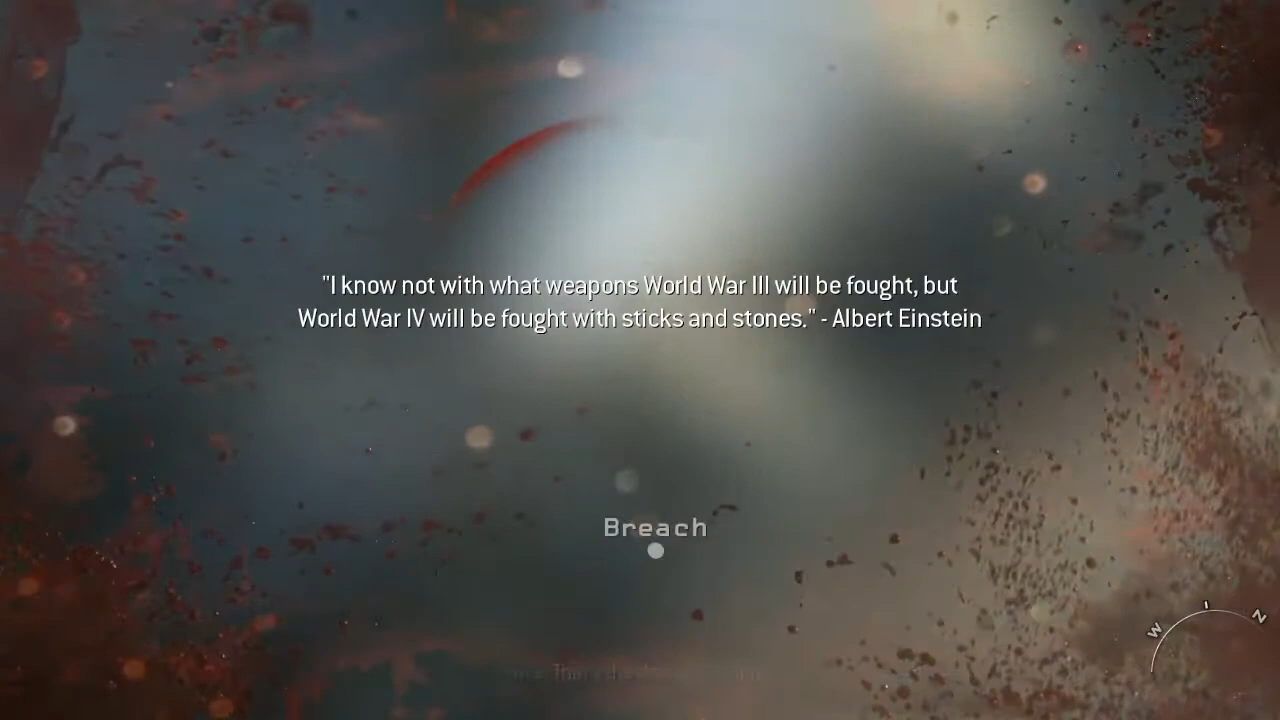 "I know not with what weapons World War III will be fought, but
World War IV will be fought with sticks and stones." - Albert Einstein
Breach
W
N